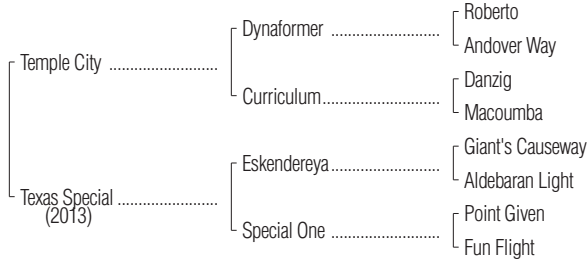 Roberto
Dynaformer ..........................
Andover Way
Temple City ..........................
Danzig
Curriculum............................
Macoumba
Giant's Causeway
Eskendereya..........................
Aldebaran Light
Texas Special ........................
(2013)
Point Given
Special One ..........................
Fun Flight